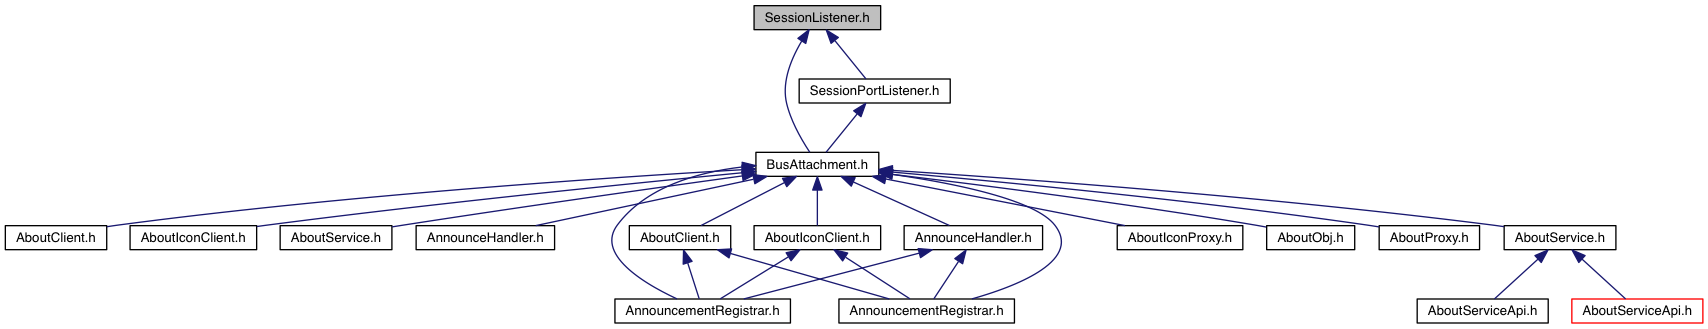 SessionListener.h
SessionPortListener.h
BusAttachment.h
AboutClient.h
AboutIconClient.h
AboutService.h
AnnounceHandler.h
AboutClient.h
AboutIconClient.h
AnnounceHandler.h
AboutIconProxy.h
AboutObj.h
AboutProxy.h
AboutService.h
AnnouncementRegistrar.h
AnnouncementRegistrar.h
AboutServiceApi.h
AboutServiceApi.h